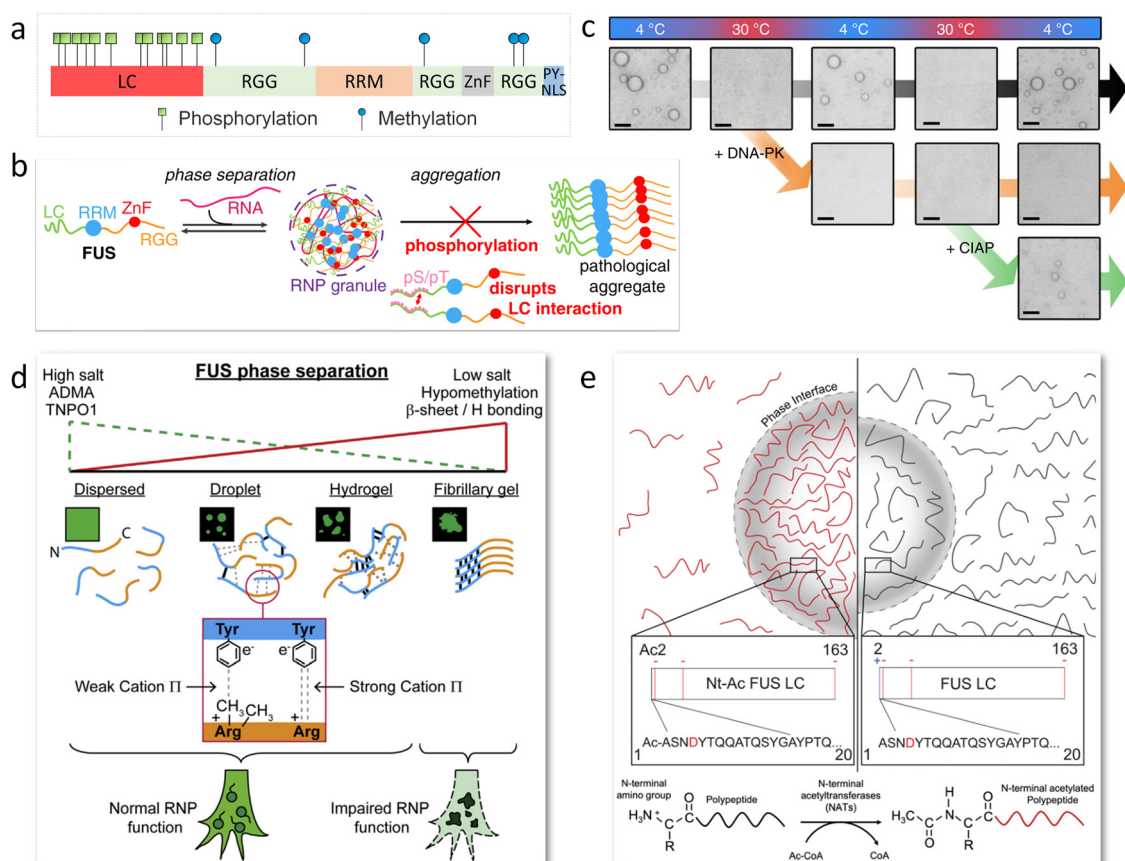 a
LC
RGG
RRM
RGG
ZnF
RGG
PY-
NLS
Phosphorylation
Methylation
b
phase separation
aggregation
LC
RRM
ZnF
RNA
RGG
FUS
RNP granule
phosphorylation
pS/pT
disrupts
LC interaction
pathological
aggregate
c
4 °C
30 °C
4 °C
30 °C
4 °C
+ DNA-PK
+ CIAP
d
FUS phase separation
High salt
ADMA
TNPO1
Low salt
Hypomethylation
β-sheet / H bonding
Dispersed
Droplet
Hydrogel
Fibrillary gel
N
C
Tyr
Tyr
e-
e-
Weak Cation Π
Strong Cation Π
CH3
CH3
+
+
Arg
Arg
Normal RNP
function
Impaired RNP
function
e
Phase Interface
Ac2
163
- - -
Nt-Ac FUS LC
Ac-ASNDYTQQATQSYGAYPTQ...
1
20
2
163
+ - - -
FUS LC
ASNDYTQQATQSYGAYPTQ...
1
20
N-terminal
amino group
Polypeptide
O
H3N+
R
N-terminal
acetyltransferases
(NATs)
Ac-CoA
CoA
N-terminal acetylated
Polypeptide
H
O
H3C
N
O
R